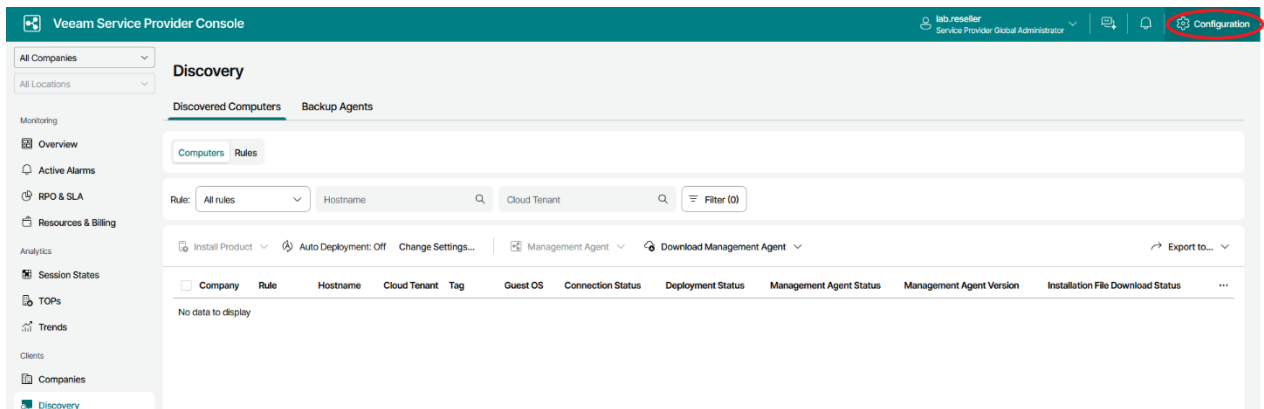 Veeam Service Provider Console
lab.reseller
Service Provider Global Administrator
Configuration
All Companies
All Locations
Monitoring
Overview
Active Alarms
RPO & SLA
Resources & Billing
Analytics
Session States
TOPs
Trends
Clients
Companies
Discovery
Discovery
Discovered Computers Backup Agents
Computers Rules
Rule: All rules Hostname Cloud Tenant Filter (0)
Install Product Auto Deployment: Off Change Settings... Management Agent Download Management Agent Export to...
Company Rule Hostname Cloud Tenant Tag Guest OS Connection Status Deployment Status Management Agent Status Management Agent Version Installation File Download Status ...
No data to display